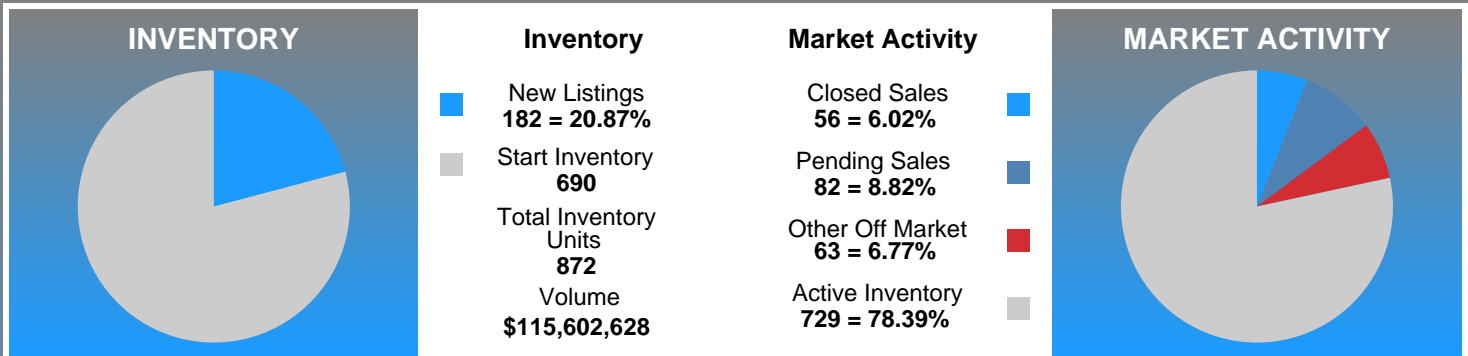 INVENTORY
Inventory
New Listings
182 = 20.87%
Start Inventory
690
Total Inventory
Units
872
Volume
$115,602,628
Market Activity
Closed Sales
56 = 6.02%
Pending Sales
82 = 8.82%
Other Off Market
63 = 6.77%
Active Inventory
729 = 78.39%
MARKET ACTIVITY